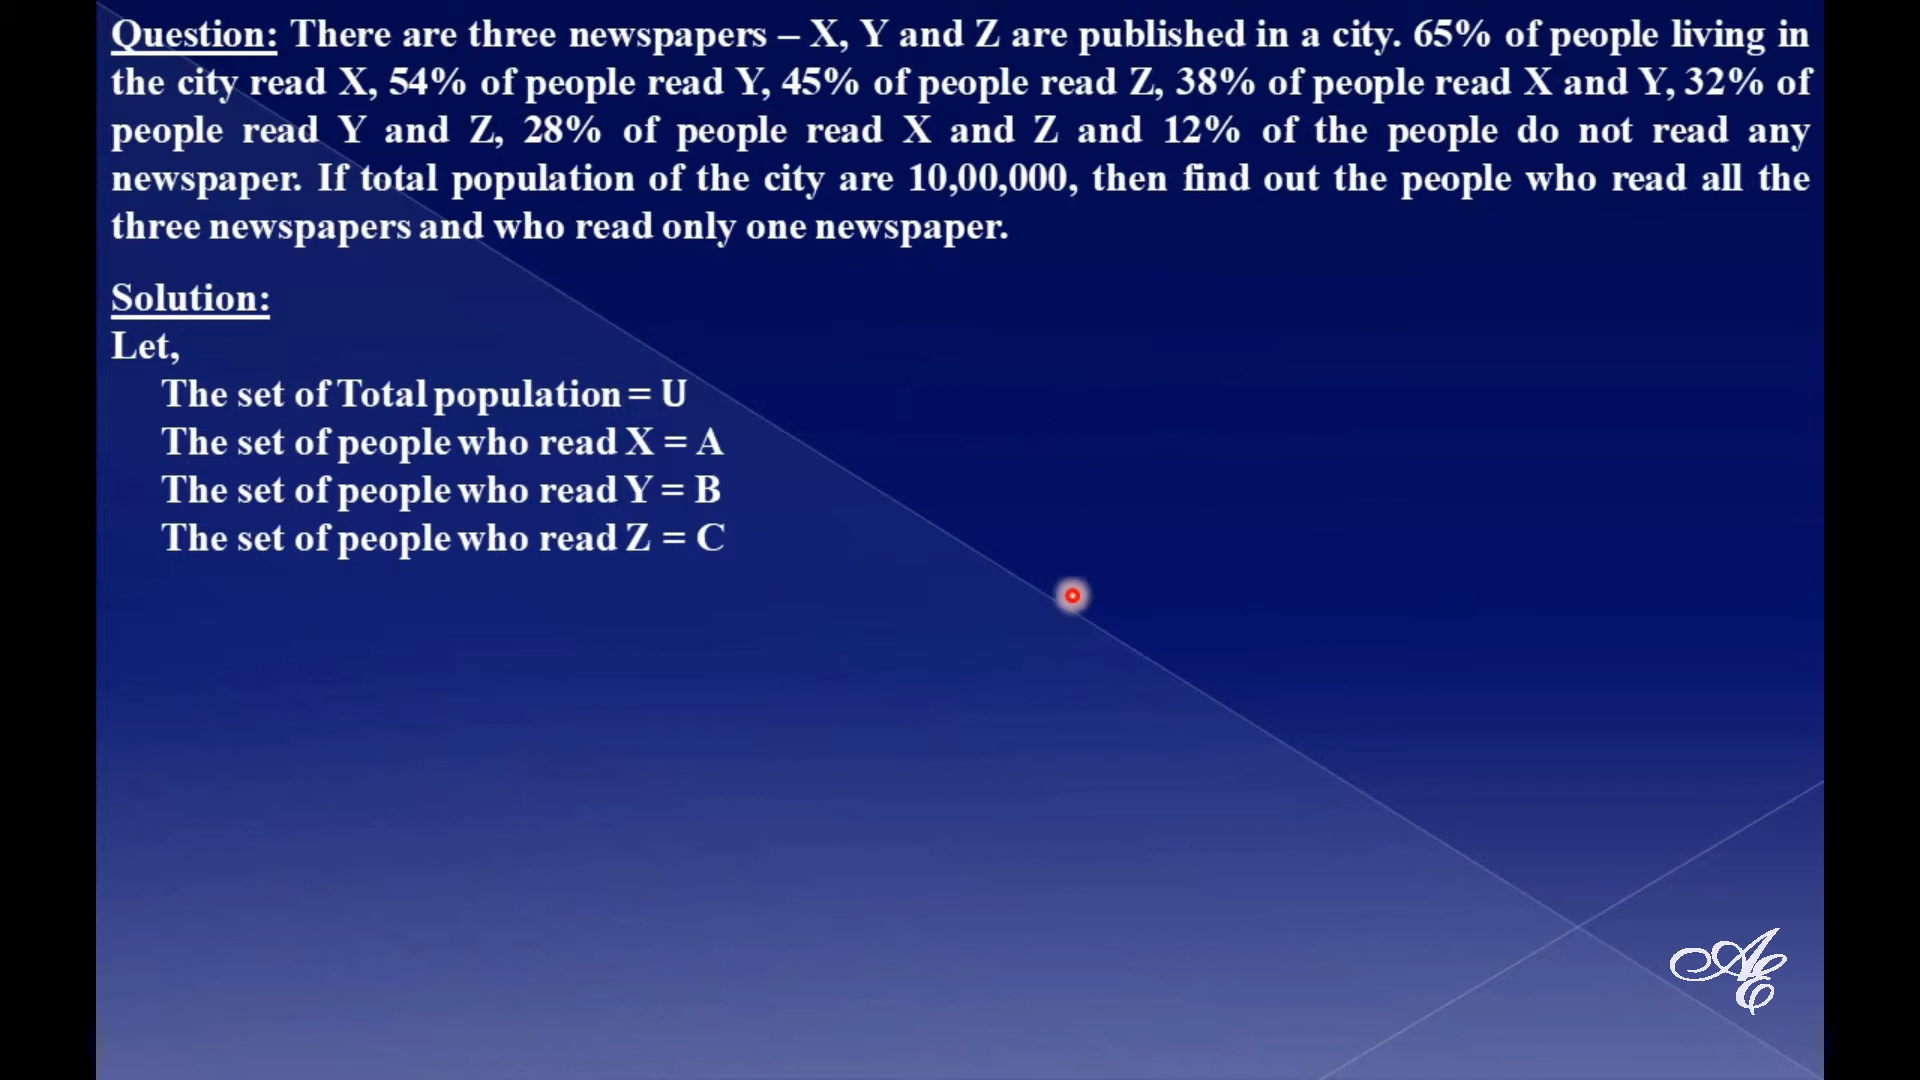 Question: There are three newspapers – X, Y and Z are published in a city. 65% of people living in
the city read X, 54% of people read Y, 45% of people read Z, 38% of people read X and Y, 32% of
people read Y and Z, 28% of people read X and Z and 12% of the people do not read any
newspaper. If total population of the city are 10,00,000, then find out the people who read all the
three newspapers and who read only one newspaper.
Solution:
Let,
The set of Total population = U
The set of people who read X = A
The set of people who read Y = B
The set of people who read Z = C
AE